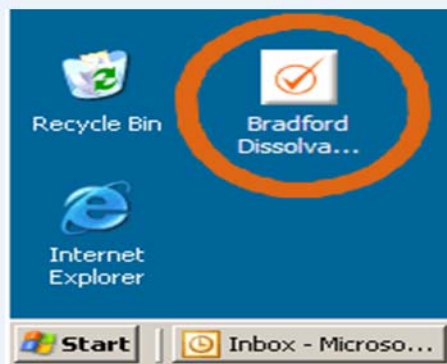 Recycle Bin
Bradford
Dissolva...
Internet
Explorer
Start
Inbox - Microso...